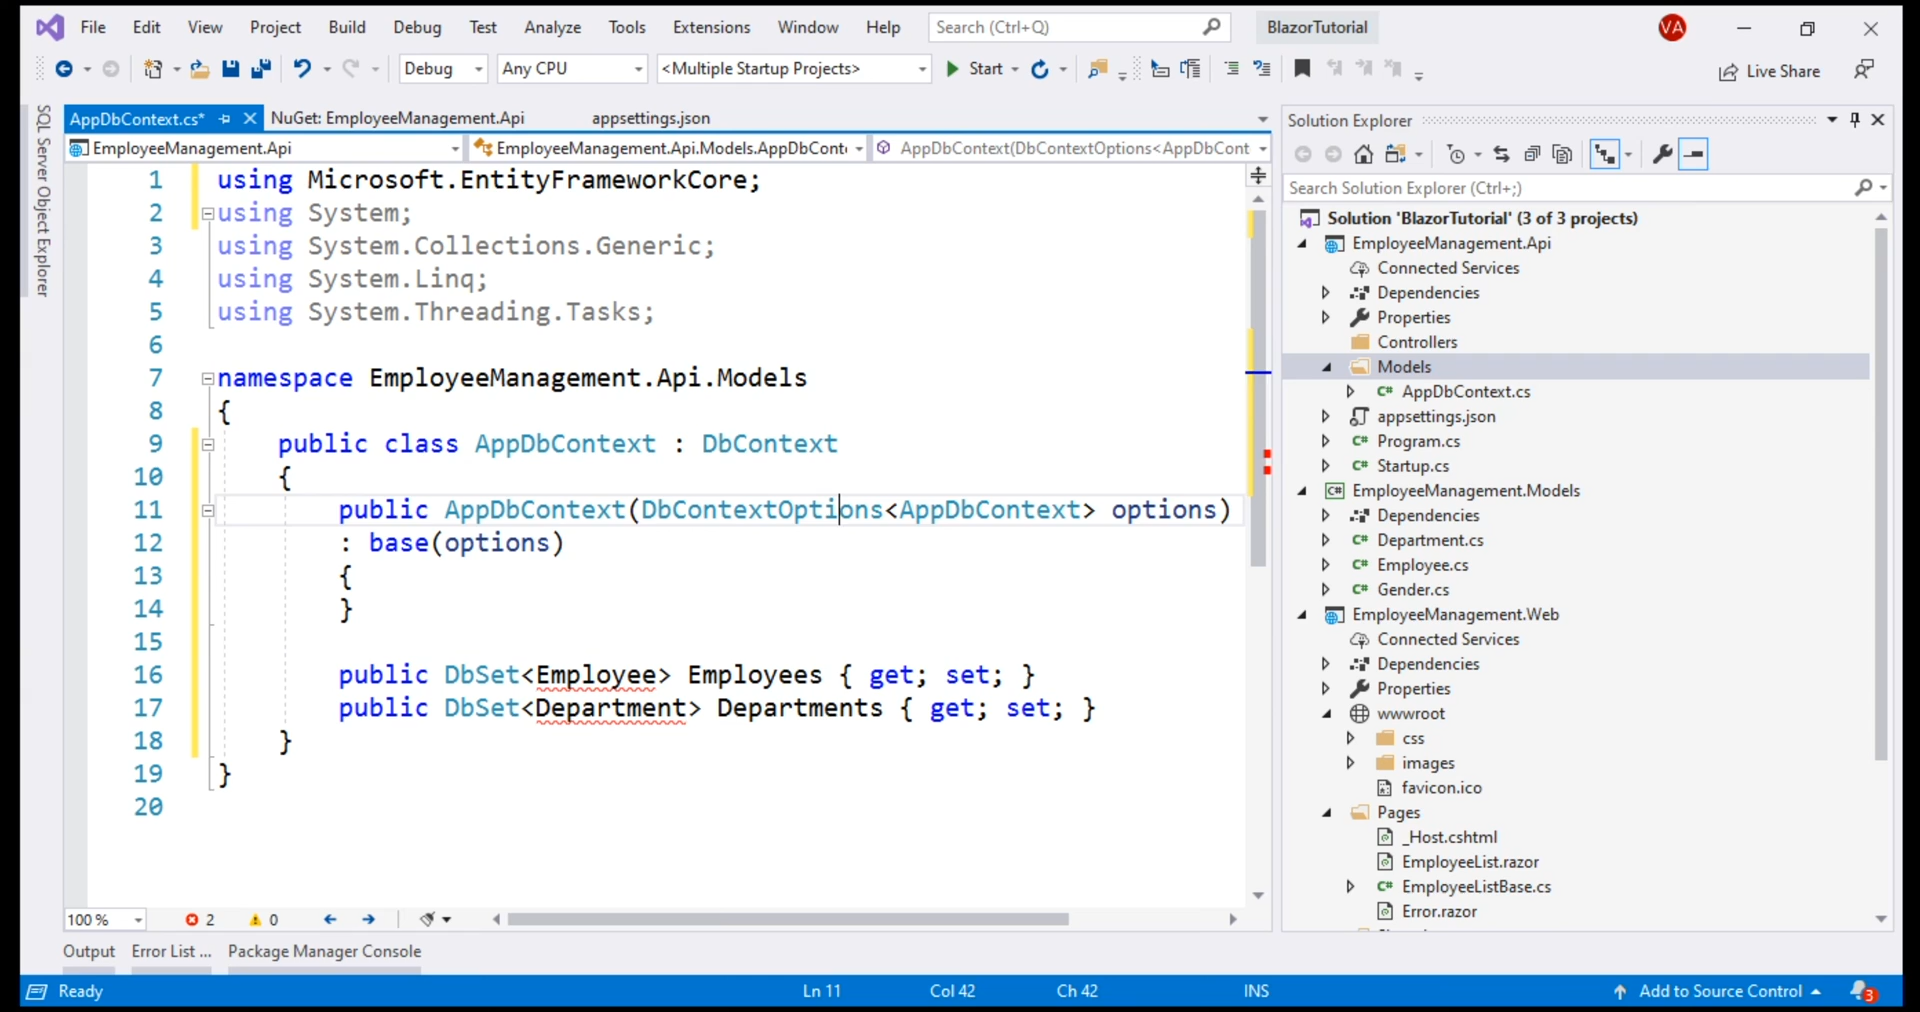 File Edit View Project Build Debug Test Analyze Tools Extensions Window Help Search (Ctrl+Q) BlazorTutorial VA
Debug Any CPU <Multiple Startup Projects> Start Live Share
SQL Server Object Explorer
AppDbContext.cs* NuGet: EmployeeManagement.Api appsettings.json
EmployeeManagement.Api EmployeeManagement.Api.Models.AppDbCont AppDbContext(DbContextOptions<AppDbCont
1 using Microsoft.EntityFrameworkCore;
2 using System;
3 using System.Collections.Generic;
4 using System.Linq;
5 using System.Threading.Tasks;
6
7 namespace EmployeeManagement.Api.Models
8 {
9 public class AppDbContext : DbContext
10 {
11 public AppDbContext(DbContextOptions<AppDbContext> options)
12 : base(options)
13 {
14 }
15
16 public DbSet<Employee> Employees { get; set; }
17 public DbSet<Department> Departments { get; set; }
18 }
19 }
20
100 % 2 0
Output Error List ... Package Manager Console
Solution Explorer
Search Solution Explorer (Ctrl+;)
Solution 'BlazorTutorial' (3 of 3 projects)
EmployeeManagement.Api
Connected Services
Dependencies
Properties
Controllers
Models
C# AppDbContext.cs
appsettings.json
C# Program.cs
C# Startup.cs
C# EmployeeManagement.Models
Dependencies
C# Department.cs
C# Employee.cs
C# Gender.cs
EmployeeManagement.Web
Connected Services
Dependencies
Properties
wwwroot
css
images
favicon.ico
Pages
_Host.cshtml
EmployeeList.razor
C# EmployeeListBase.cs
Error.razor
Ready Ln 11 Col 42 Ch 42 INS Add to Source Control 3